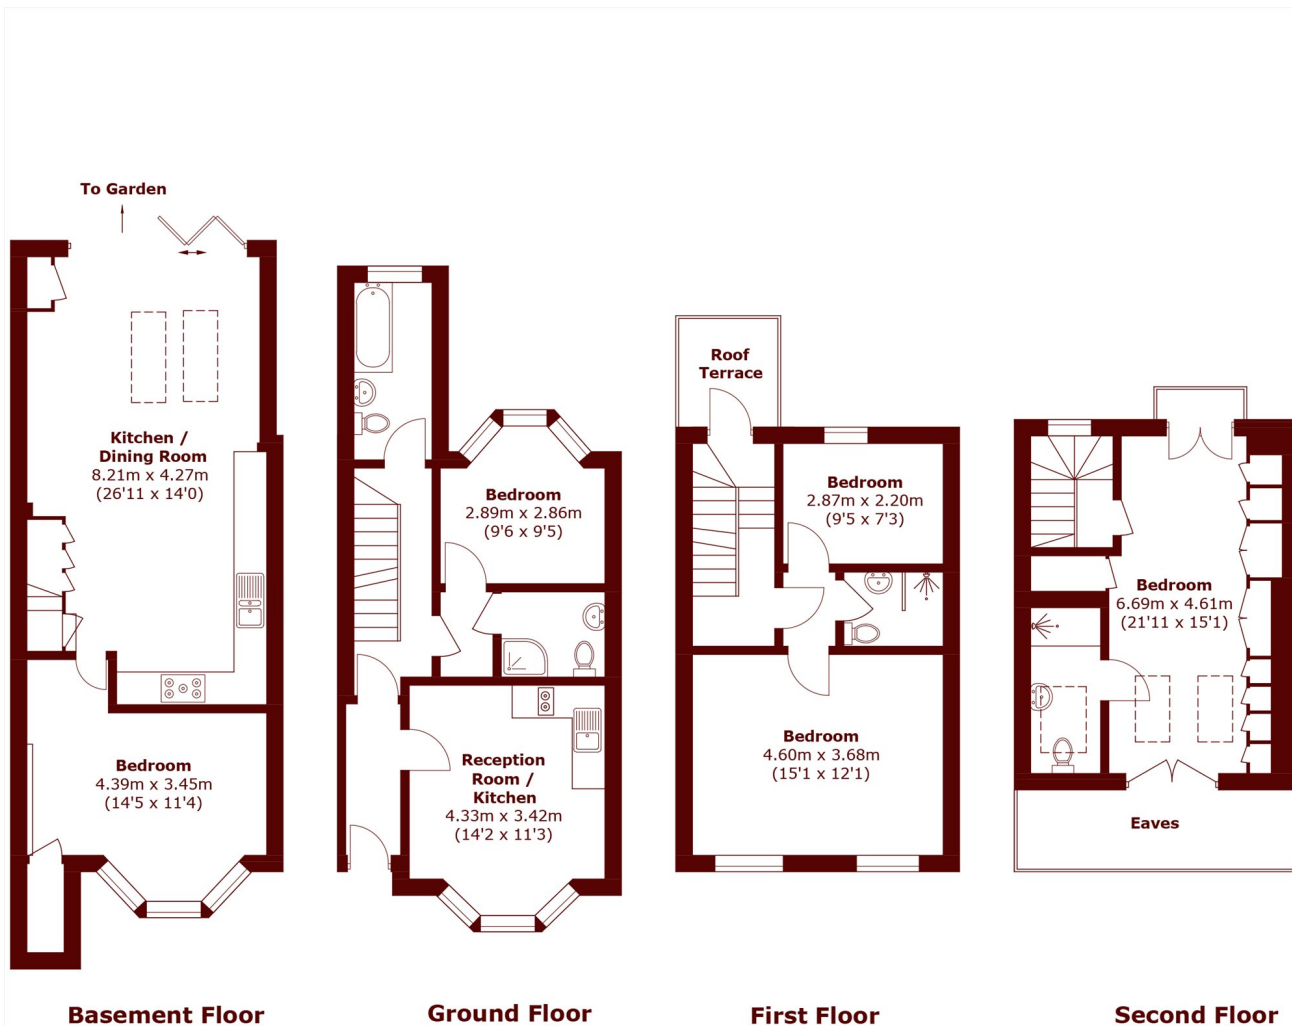 To Garden
Kitchen /
Dining Room
8.21m x 4.27m
(26'11 x 14'0)
Bedroom
4.39m x 3.45m
(14'5 x 11'4)
Basement Floor
Bedroom
2.89m x 2.86m
(9'6 x 9'5)
Reception
Room /
Kitchen
4.33m x 3.42m
(14'2 x 11'3)
Ground Floor
Roof
Terrace
Bedroom
2.87m x 2.20m
(9'5 x 7'3)
Bedroom
4.60m x 3.68m
(15'1 x 12'1)
First Floor
Bedroom
6.69m x 4.61m
(21'11 x 15'1)
Eaves
Second Floor